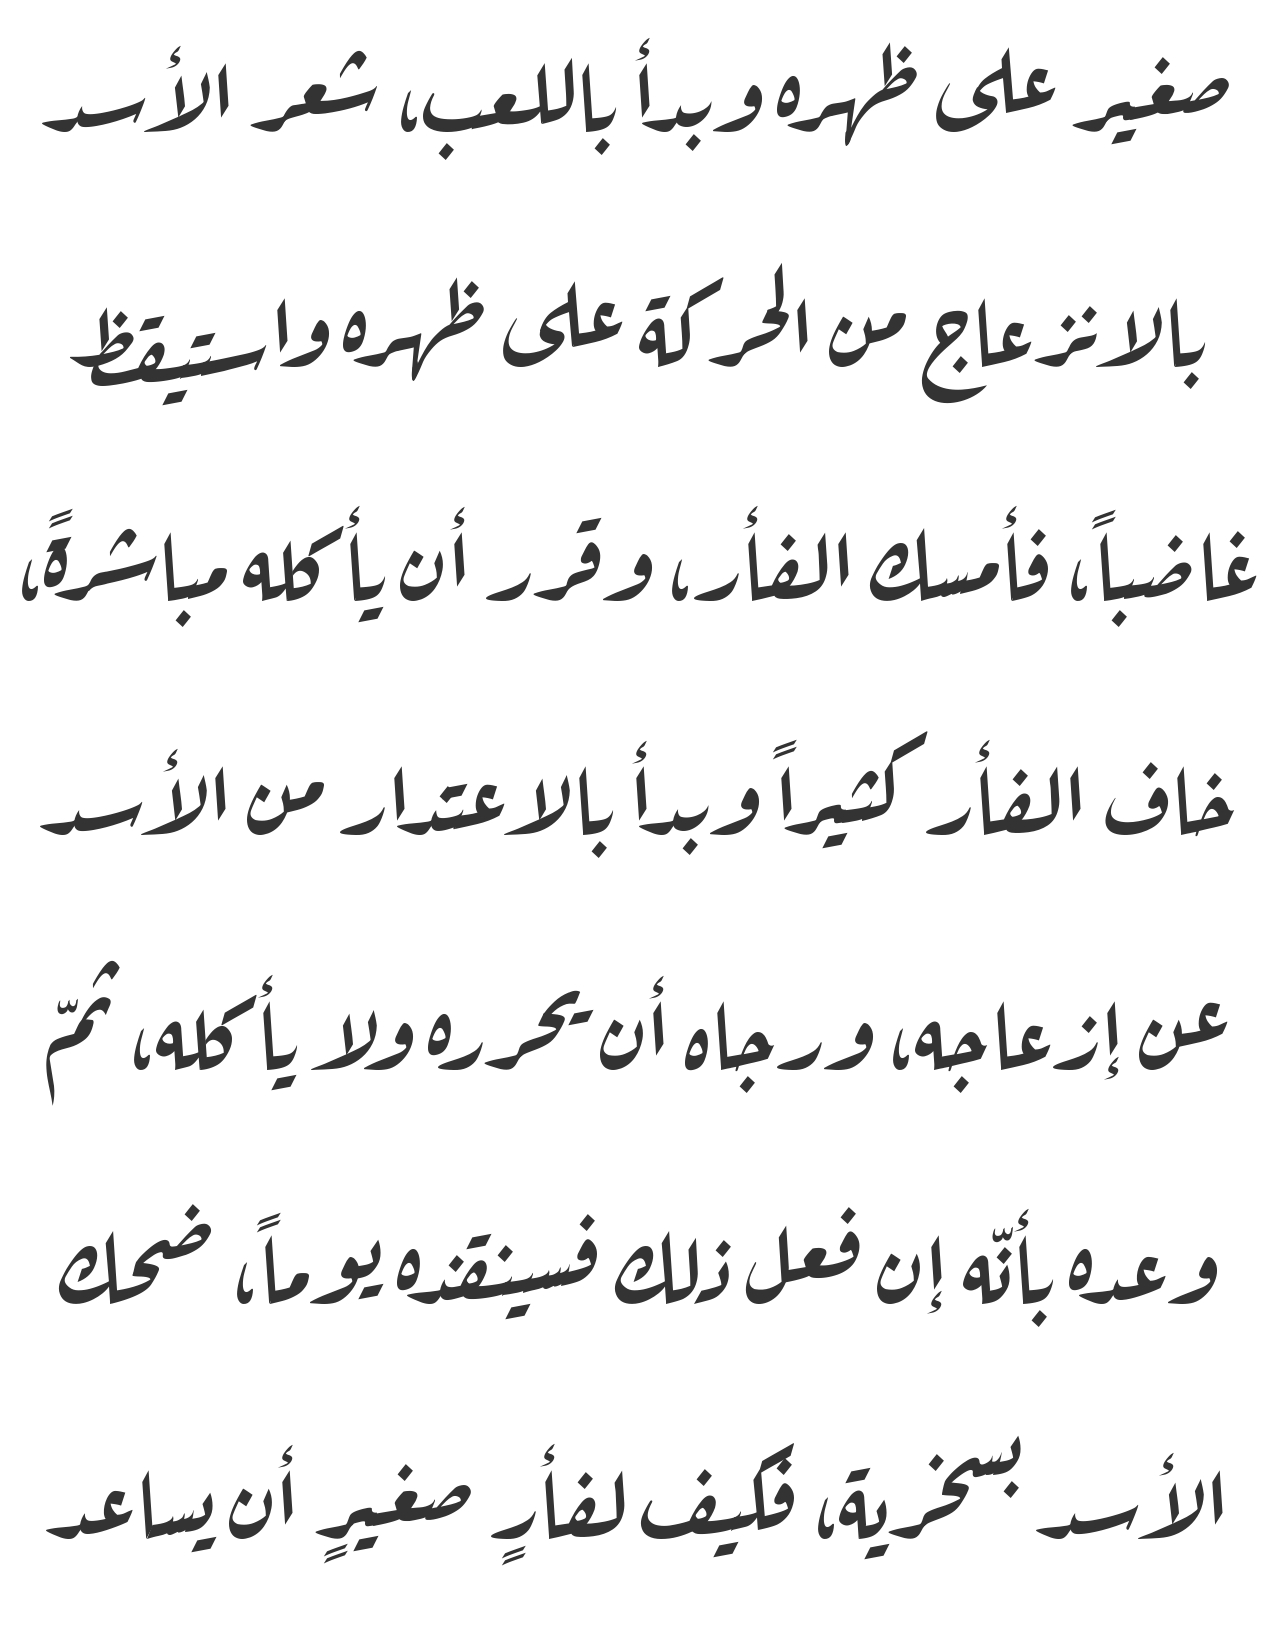 صغير على ظهره وبدأ باللعب، شعر الأسد
بالانزعاج من الحركة على ظهره واستيقظ
غاضباً، فأمسك الفأر، وقرر أن يأكله مباشرةً،
خاف الفأر كثيراً وبدأ بالاعتدار من الأسد
عن إزعاجه، ورجاه أن يحرره ولا يأكله، ثمّ
وعده بأنّه إن فعل ذلك فسينقنده يوماً، ضحك
الأسد بسخرية، فكيف لفأرٍ صغيرٍ أن يساعد